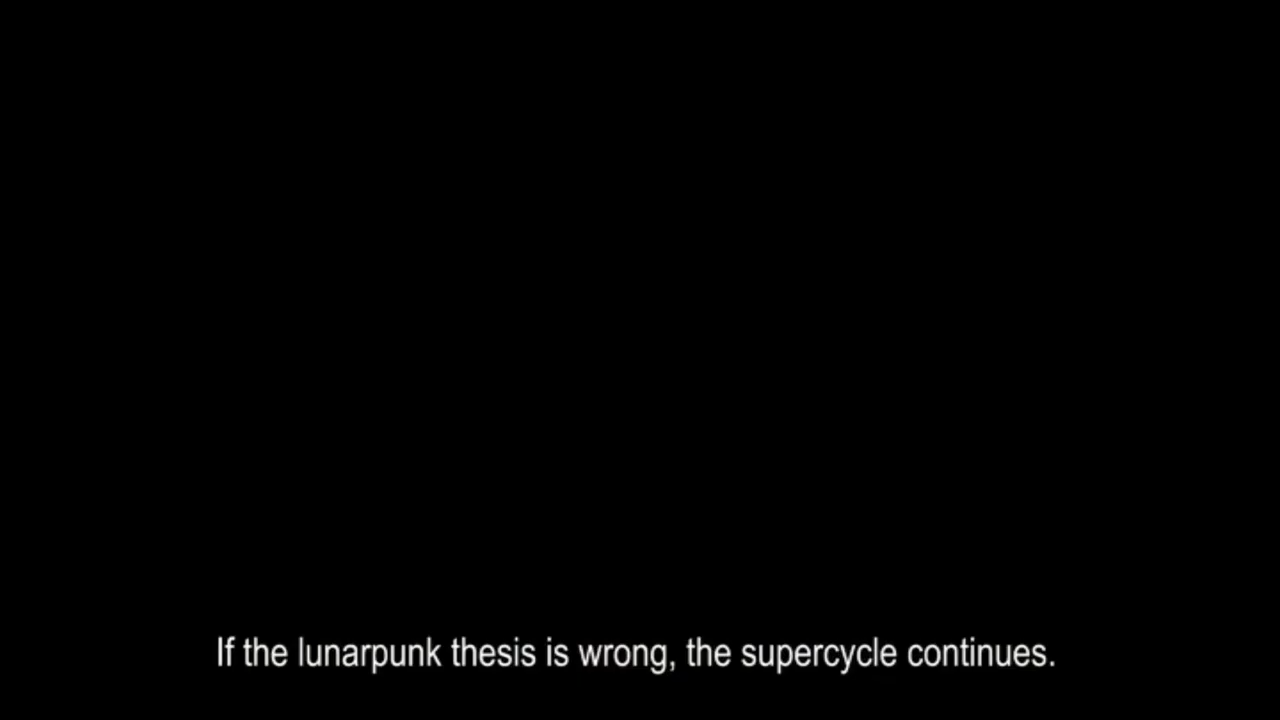 If the lunarpunk thesis is wrong, the supercycle continues.